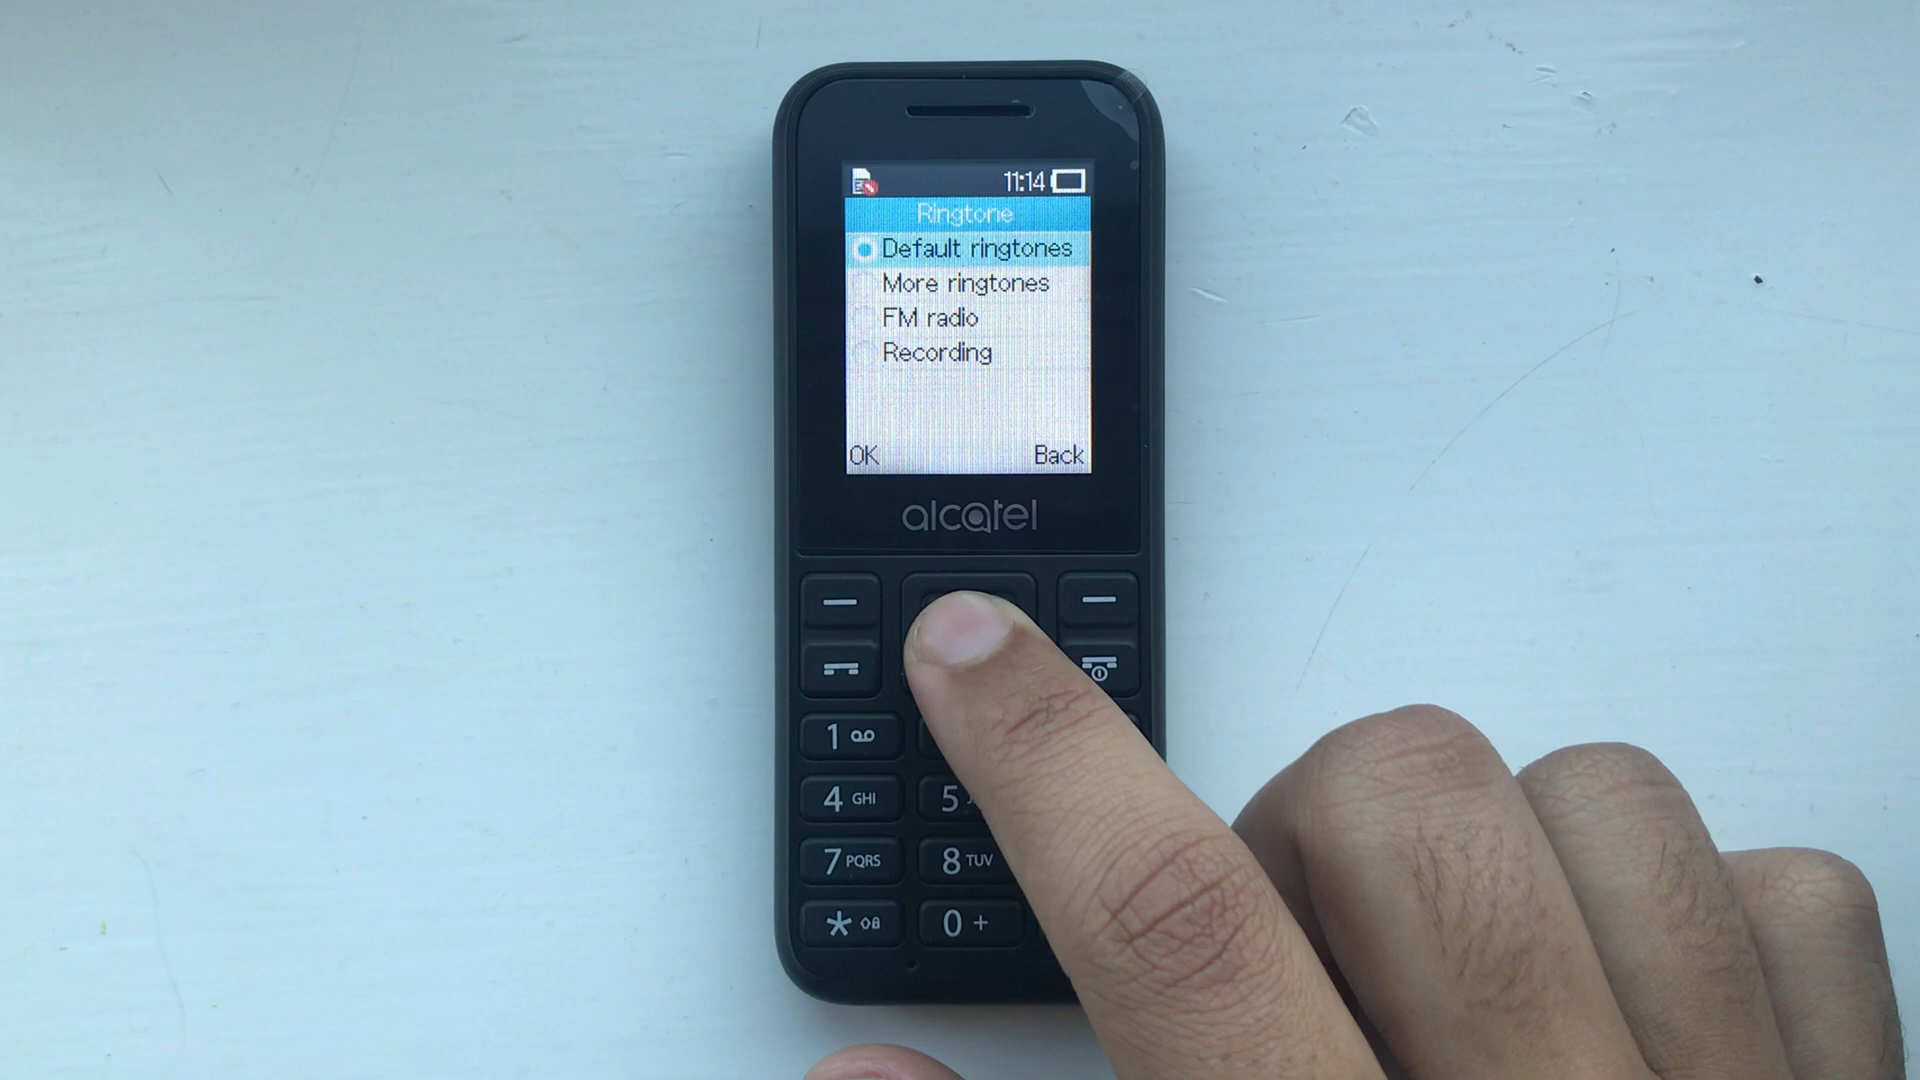 11:14
Ringtone
Default ringtones
More ringtones
FM radio
Recording
OK Back
alcatel
1
4 GHI 5
7 PQRS 8 TUV
* 0 +